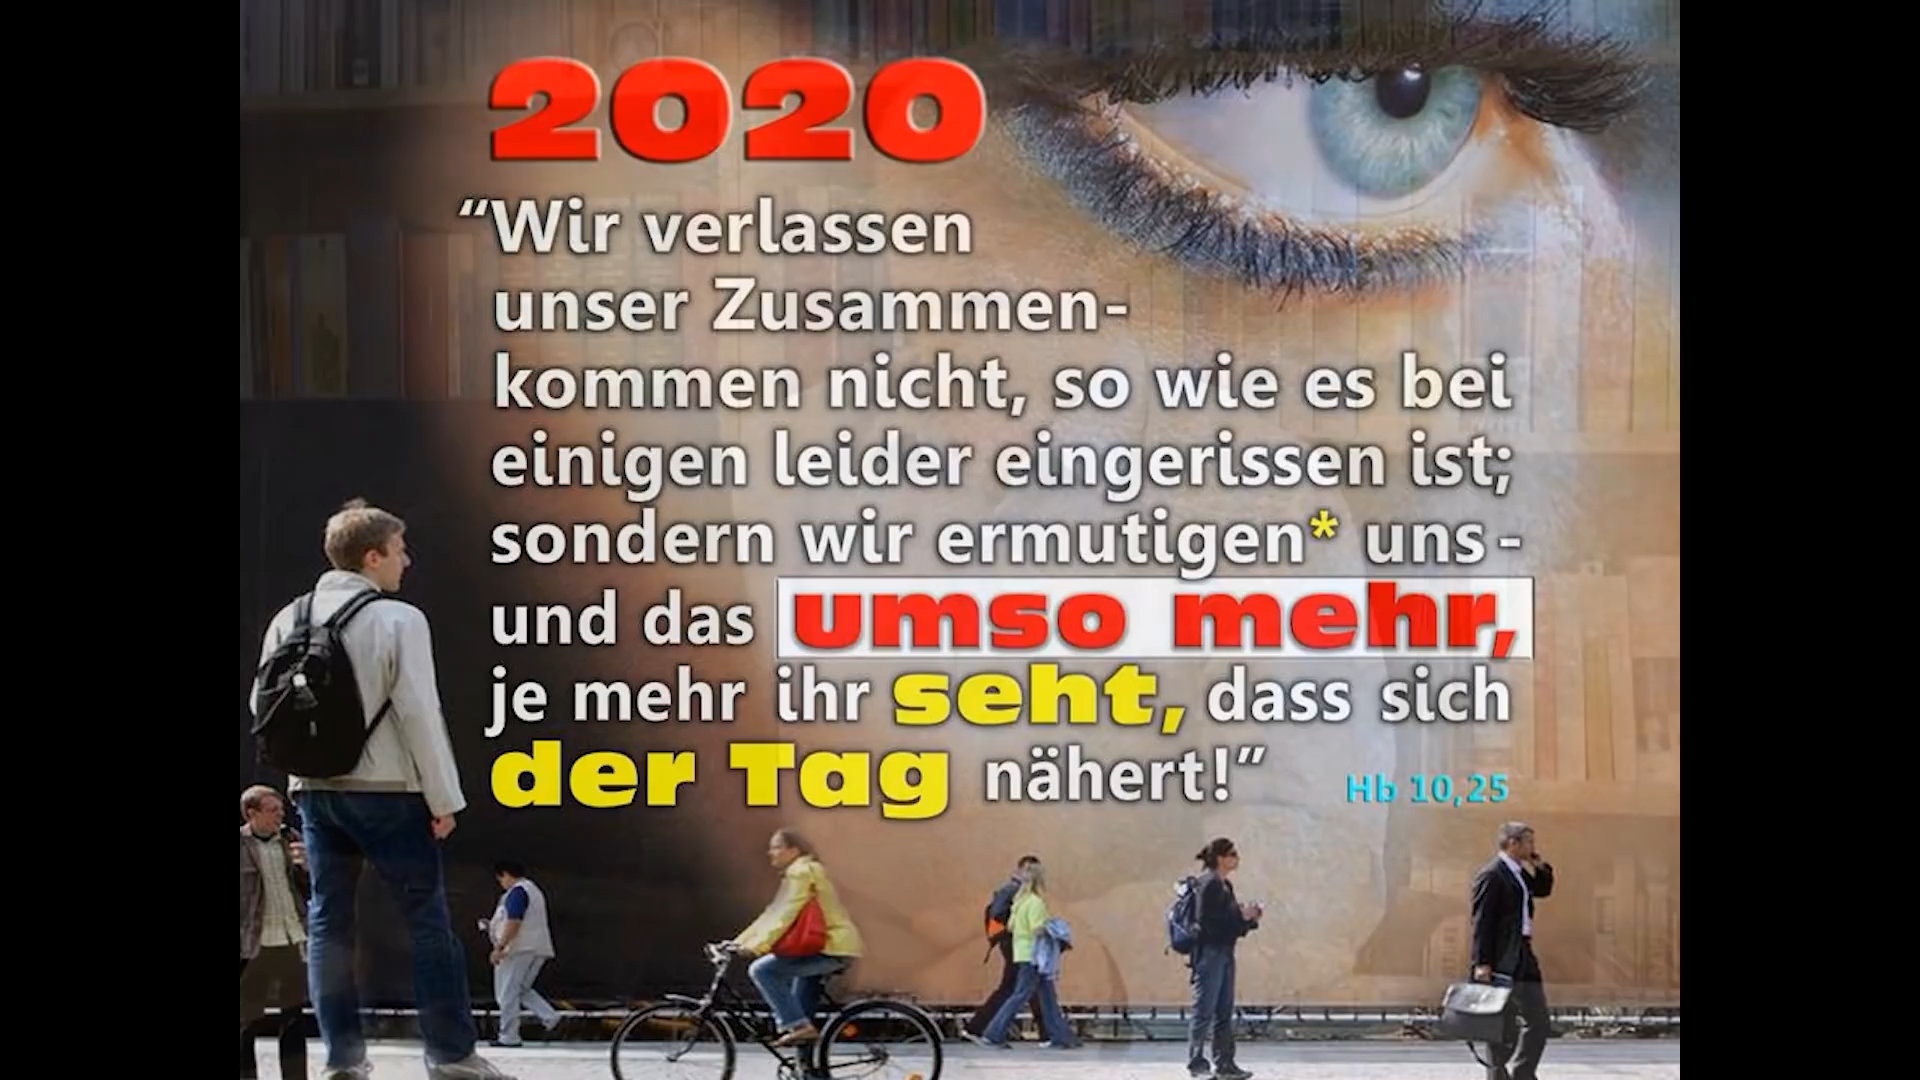 2020
“Wir verlassen
unser Zusammen-
kommen nicht, so wie es bei
einigen leider eingerissen ist;
sondern wir ermutigen* uns -
und das umso mehr,
je mehr ihr seht, dass sich
der Tag nähert!”
Hb 10,25